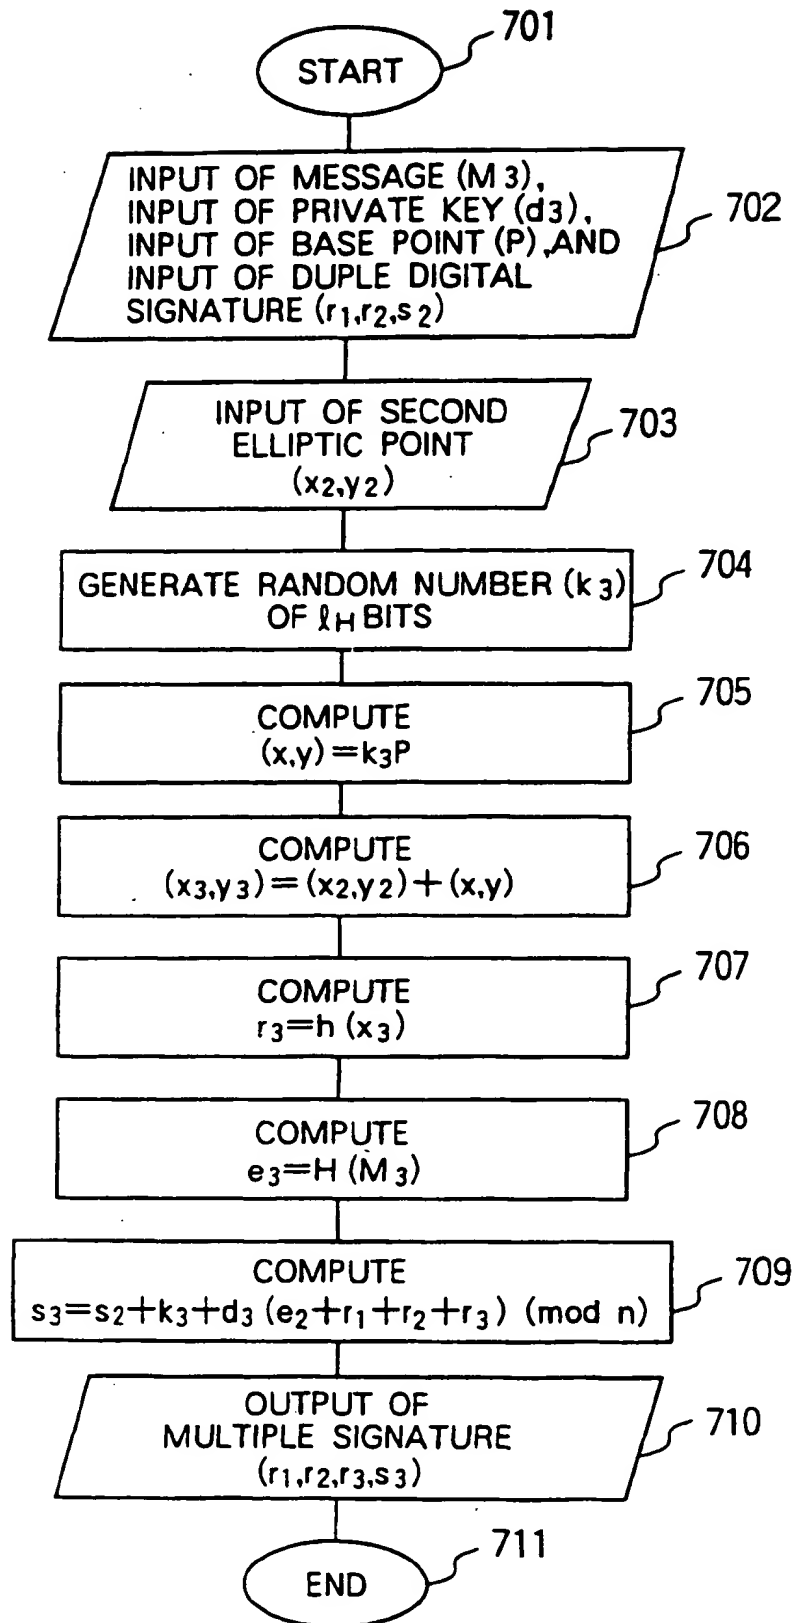 701
START
INPUT OF MESSAGE (M3),
INPUT OF PRIVATE KEY (d3),
INPUT OF BASE POINT (P), AND
INPUT OF DUPLE DIGITAL
SIGNATURE (r1,r2,s2)
702
INPUT OF SECOND
ELLIPTIC POINT
(x2,y2)
703
GENERATE RANDOM NUMBER (k3)
OF ℓH BITS
704
COMPUTE
(x,y)=k3P
705
COMPUTE
(x3,y3)=(x2,y2)+(x,y)
706
COMPUTE
r3=h(x3)
707
COMPUTE
e3=H(M3)
708
COMPUTE
s3=s2+k3+d3 (e2+r1+r2+r3) (mod n)
709
OUTPUT OF
MULTIPLE SIGNATURE
(r1,r2,r3,s3)
710
711
END